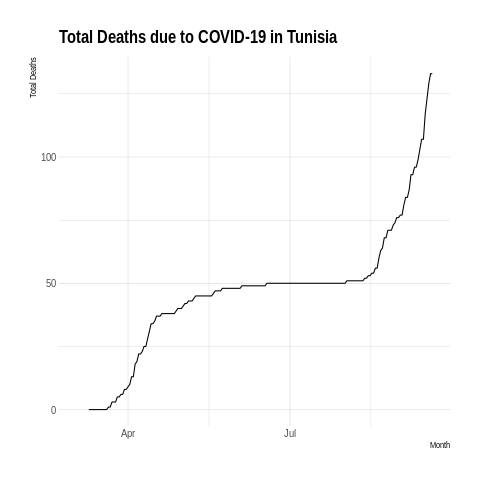 Total Deaths due to COVID-19 in Tunisia
Total Deaths
100
50
0
Apr
Jul
Month